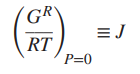 (G^R/RT)_{P=0} ≡ J